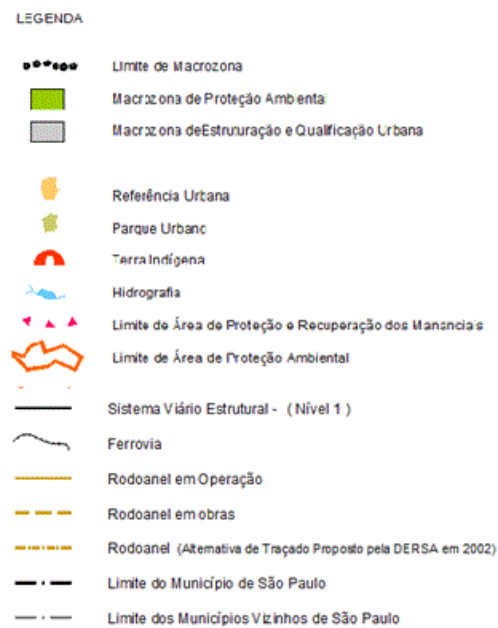 LEGENDA
Limite de Macrozona
Macrozona de Proteção Ambiental
Macrozona deEstruturação e Qualificação Urbana
Referência Urbana
Parque Urbano
Terra Indígena
Hidrografia
Limite de Área de Proteção e Recuperação dos Mananciais
Limite de Área de Proteção Ambiental
Sistema Viário Estrutural - ( Nível 1 )
Ferrovia
Rodoanel em Operação
Rodoanel em obras
Rodoanel (Alternativa de Traçado Proposto pela DERSA em 2002)
Limite do Município de São Paulo
Limite dos Municípios Vizinhos de São Paulo